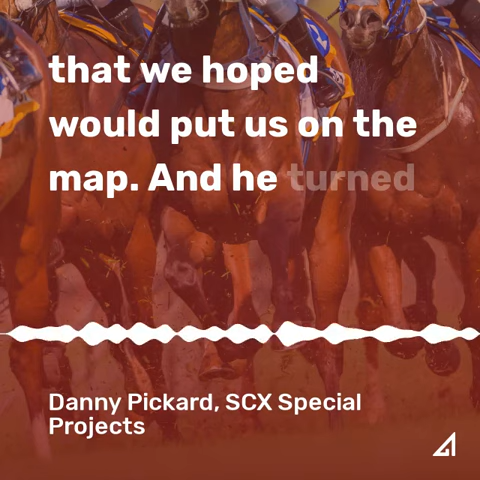 that we hoped
would put us on the
map. And he turned
Danny Pickard, SCX Special
Projects